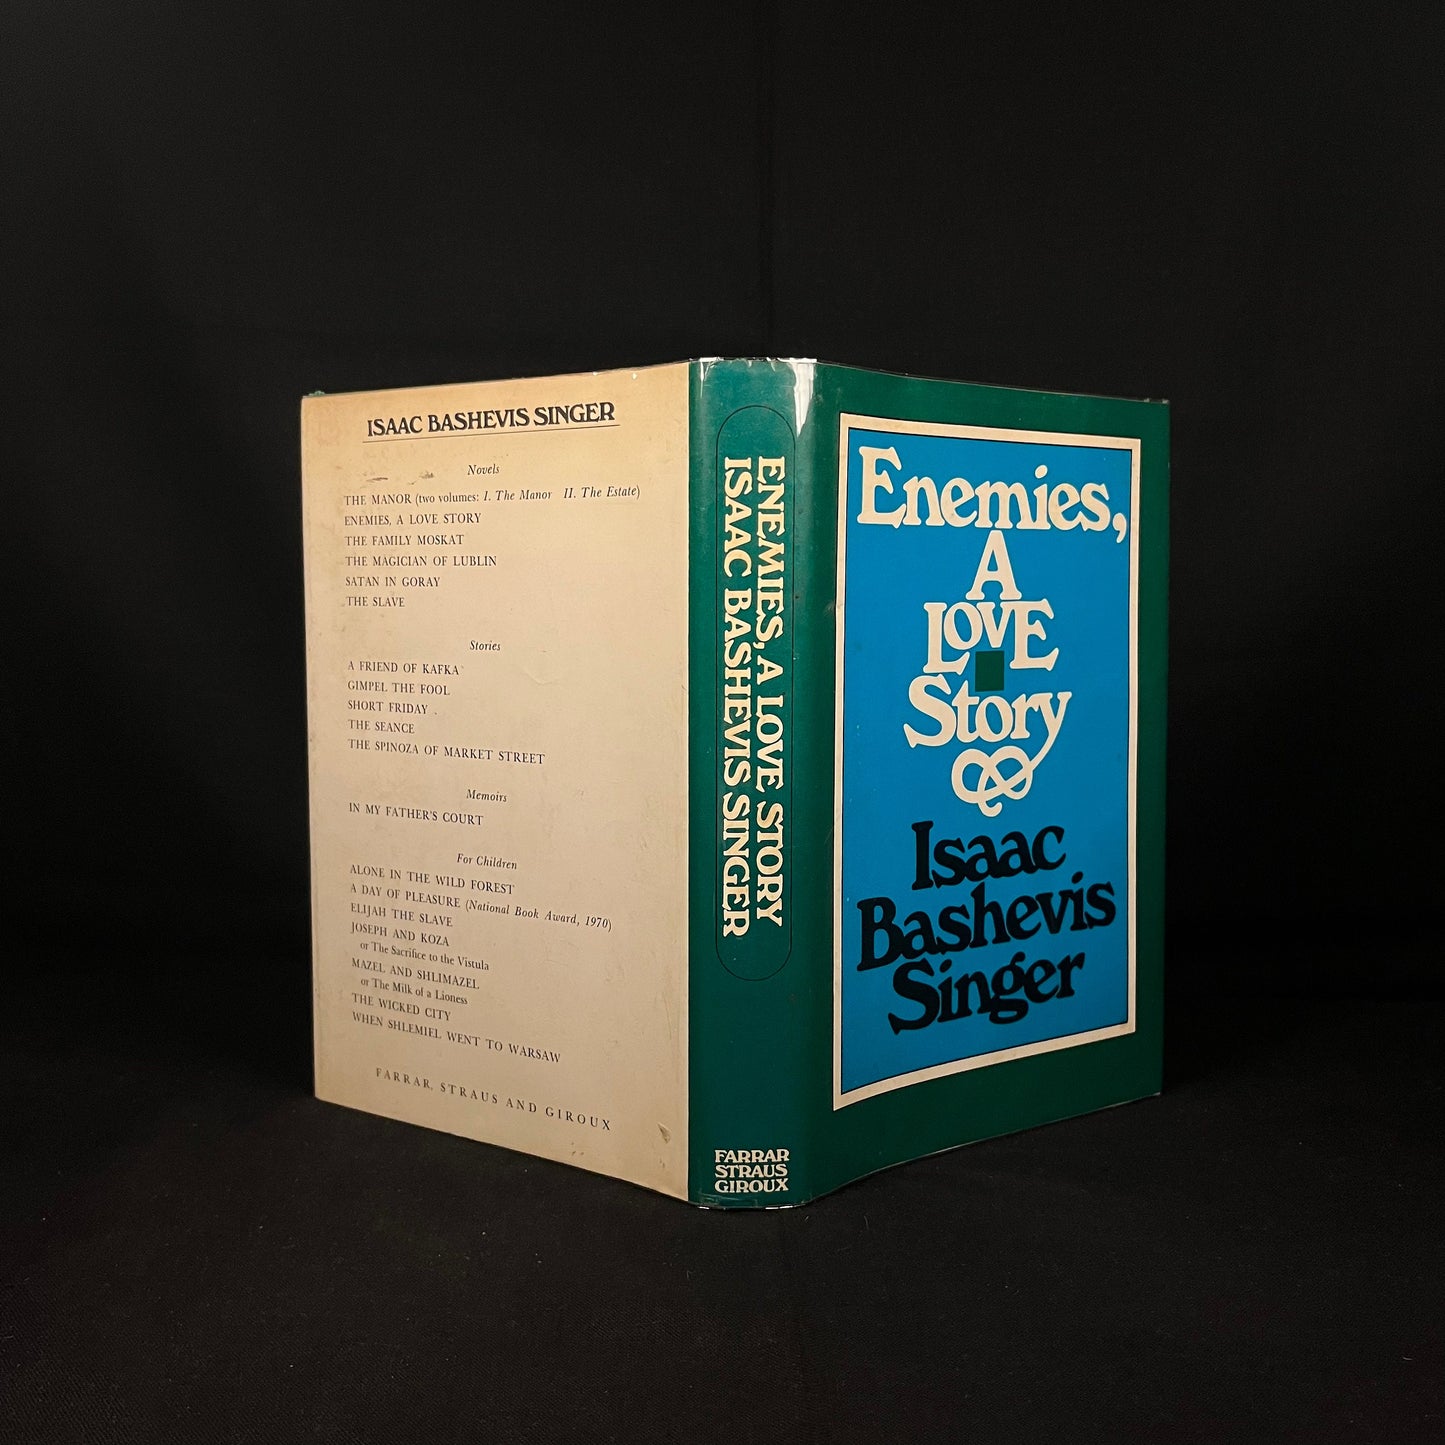 ISAAC BASHEVIS SINGER
Novels
THE MANOR (two volumes: I. The Manor II. The Estate)
ENEMIES, A LOVE STORY
THE FAMILY MOSKAT
THE MAGICIAN OF LUBLIN
SATAN IN GORAY
THE SLAVE
Stories
A FRIEND OF KAFKA
GIMPEL THE FOOL
SHORT FRIDAY
THE SEANCE
THE SPINOZA OF MARKET STREET
Memoirs
IN MY FATHER'S COURT
For Children
ALONE IN THE WILD FOREST
A DAY OF PLEASURE (National Book Award, 1970)
ELIJAH THE SLAVE
JOSEPH AND KOZA
or The Sacrifice to the Vistula
MAZEL AND SHLIMAZEL
or The Milk of a Lioness
THE WICKED CITY
WHEN SHLEMIEL WENT TO WARSAW
FARRAR, STRAUS AND GIROUX
ENEMIES, A LOVE STORY
ISAAC BASHEVIS SINGER
FARRAR
STRAUS
GIROUX
Enemies,
A
LOVE
Story
Isaac
Bashevis
Singer